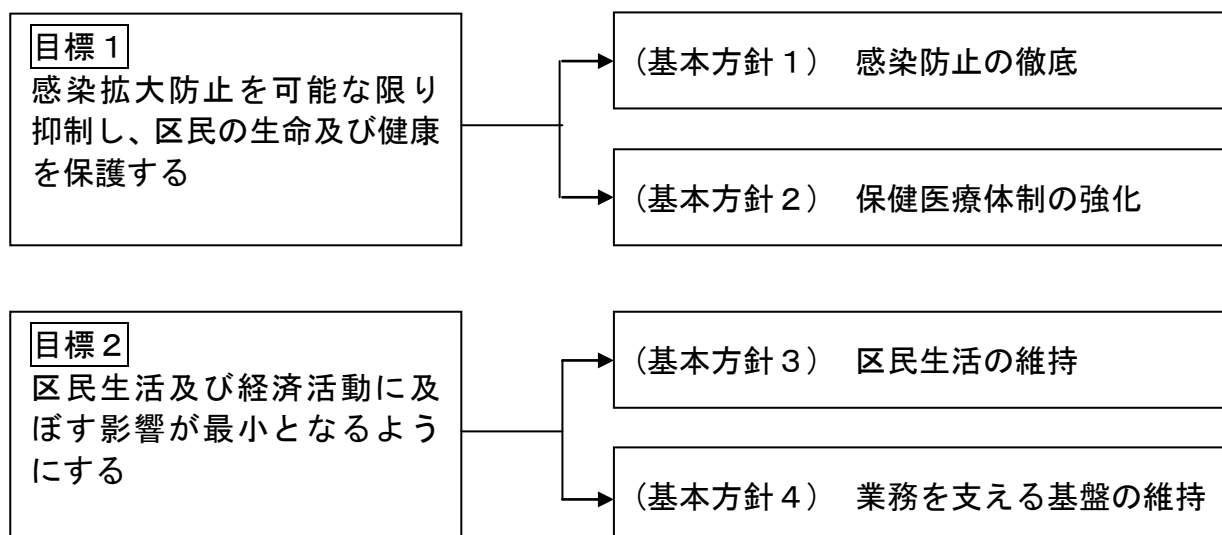 目標１
感染拡大防止を可能な限り
抑制し、区民の生命及び健康
を保護する
（基本方針１）　感染防止の徹底
（基本方針２）　保健医療体制の強化
目標２
区民生活及び経済活動に及
ぼす影響が最小となるよう
にする
（基本方針３）　区民生活の維持
（基本方針４）　業務を支える基盤の維持